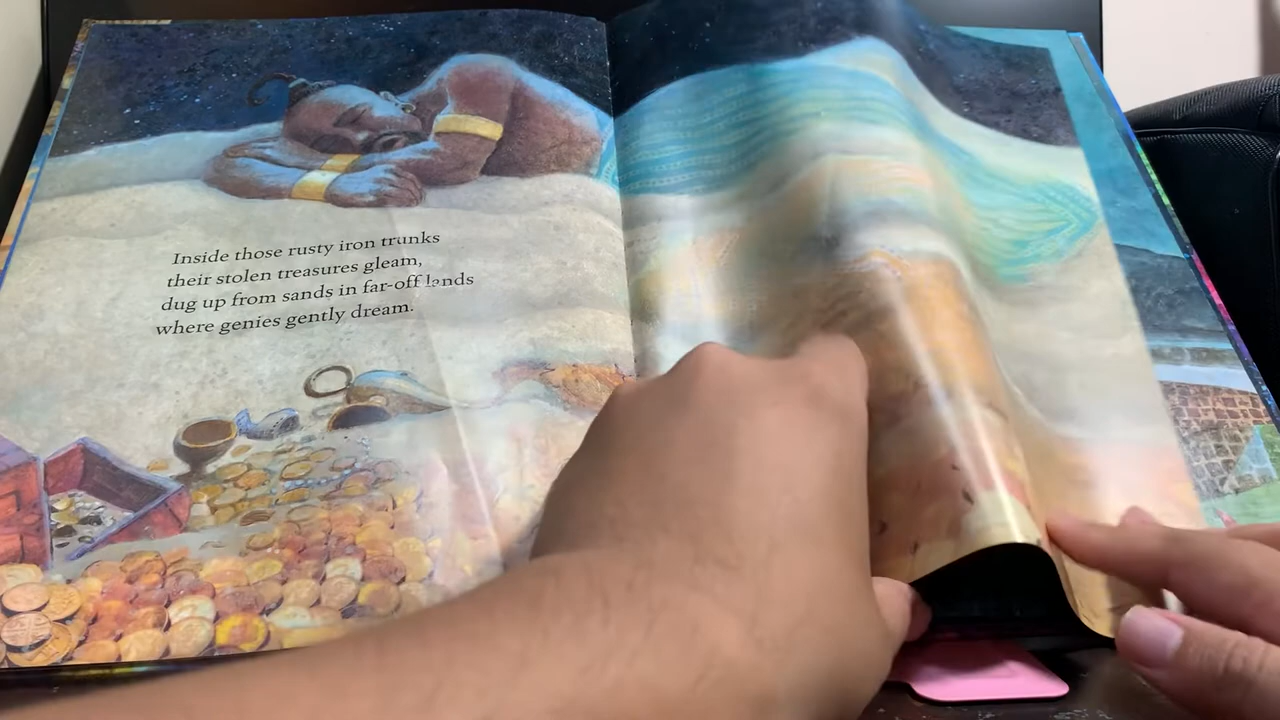 Inside those rusty iron trunks
their stolen treasures gleam,
dug up from sands in far-off lands
where genies gently dream.